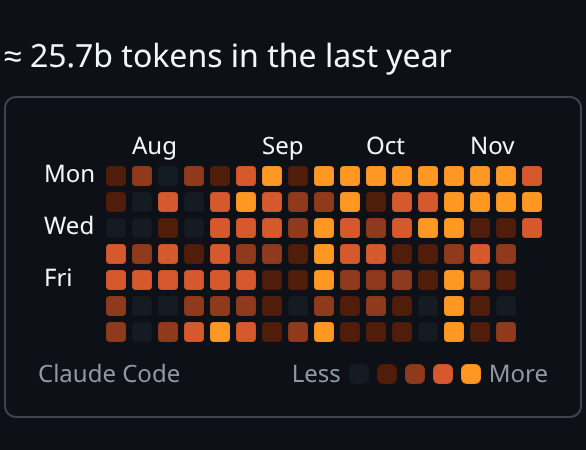 ≈ 25.7b tokens in the last year
Aug Sep Oct Nov
Mon
Wed
Fri
Claude Code Less More